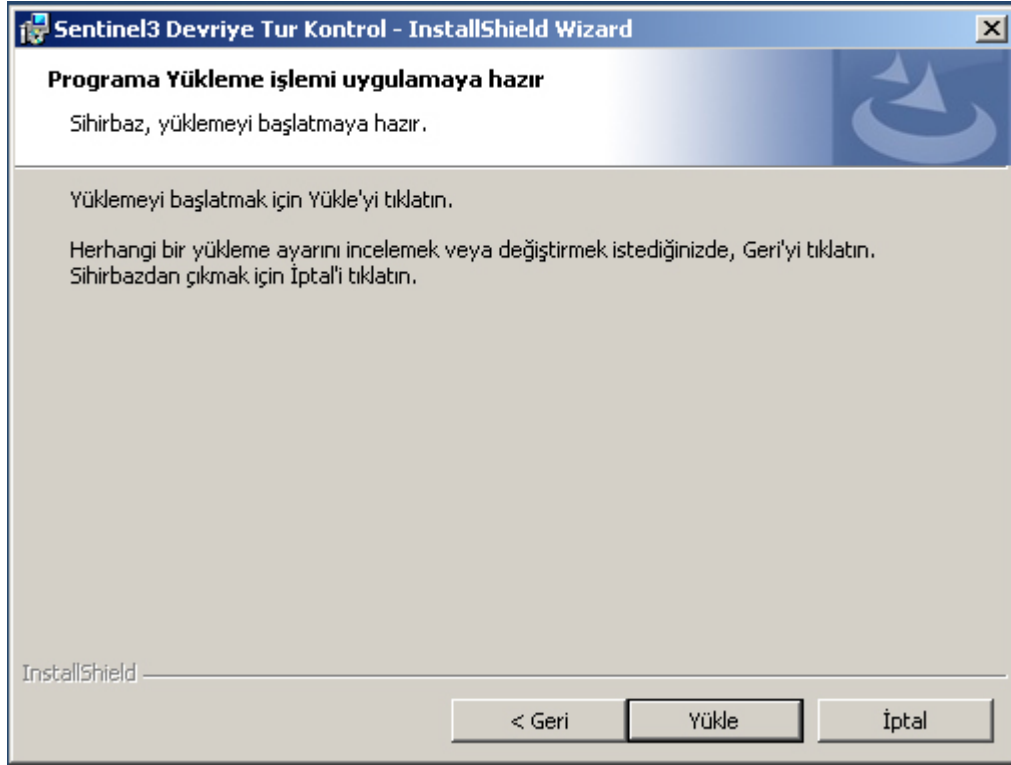 Sentinel3 Devriye Tur Kontrol - InstallShield Wizard
Programa Yükleme işlemi uygulamaya hazır
Sihirbaz, yüklemeyi başlatmaya hazır.
Yüklemeyi başlatmak için Yükle'yi tıklatın.
Herhangi bir yükleme ayarını incelemek veya değiştirmek istediğinizde, Geri'yi tıklatın.
Sihirbazdan çıkmak için İptal'i tıklatın.
InstallShield
< Geri Yükle İptal